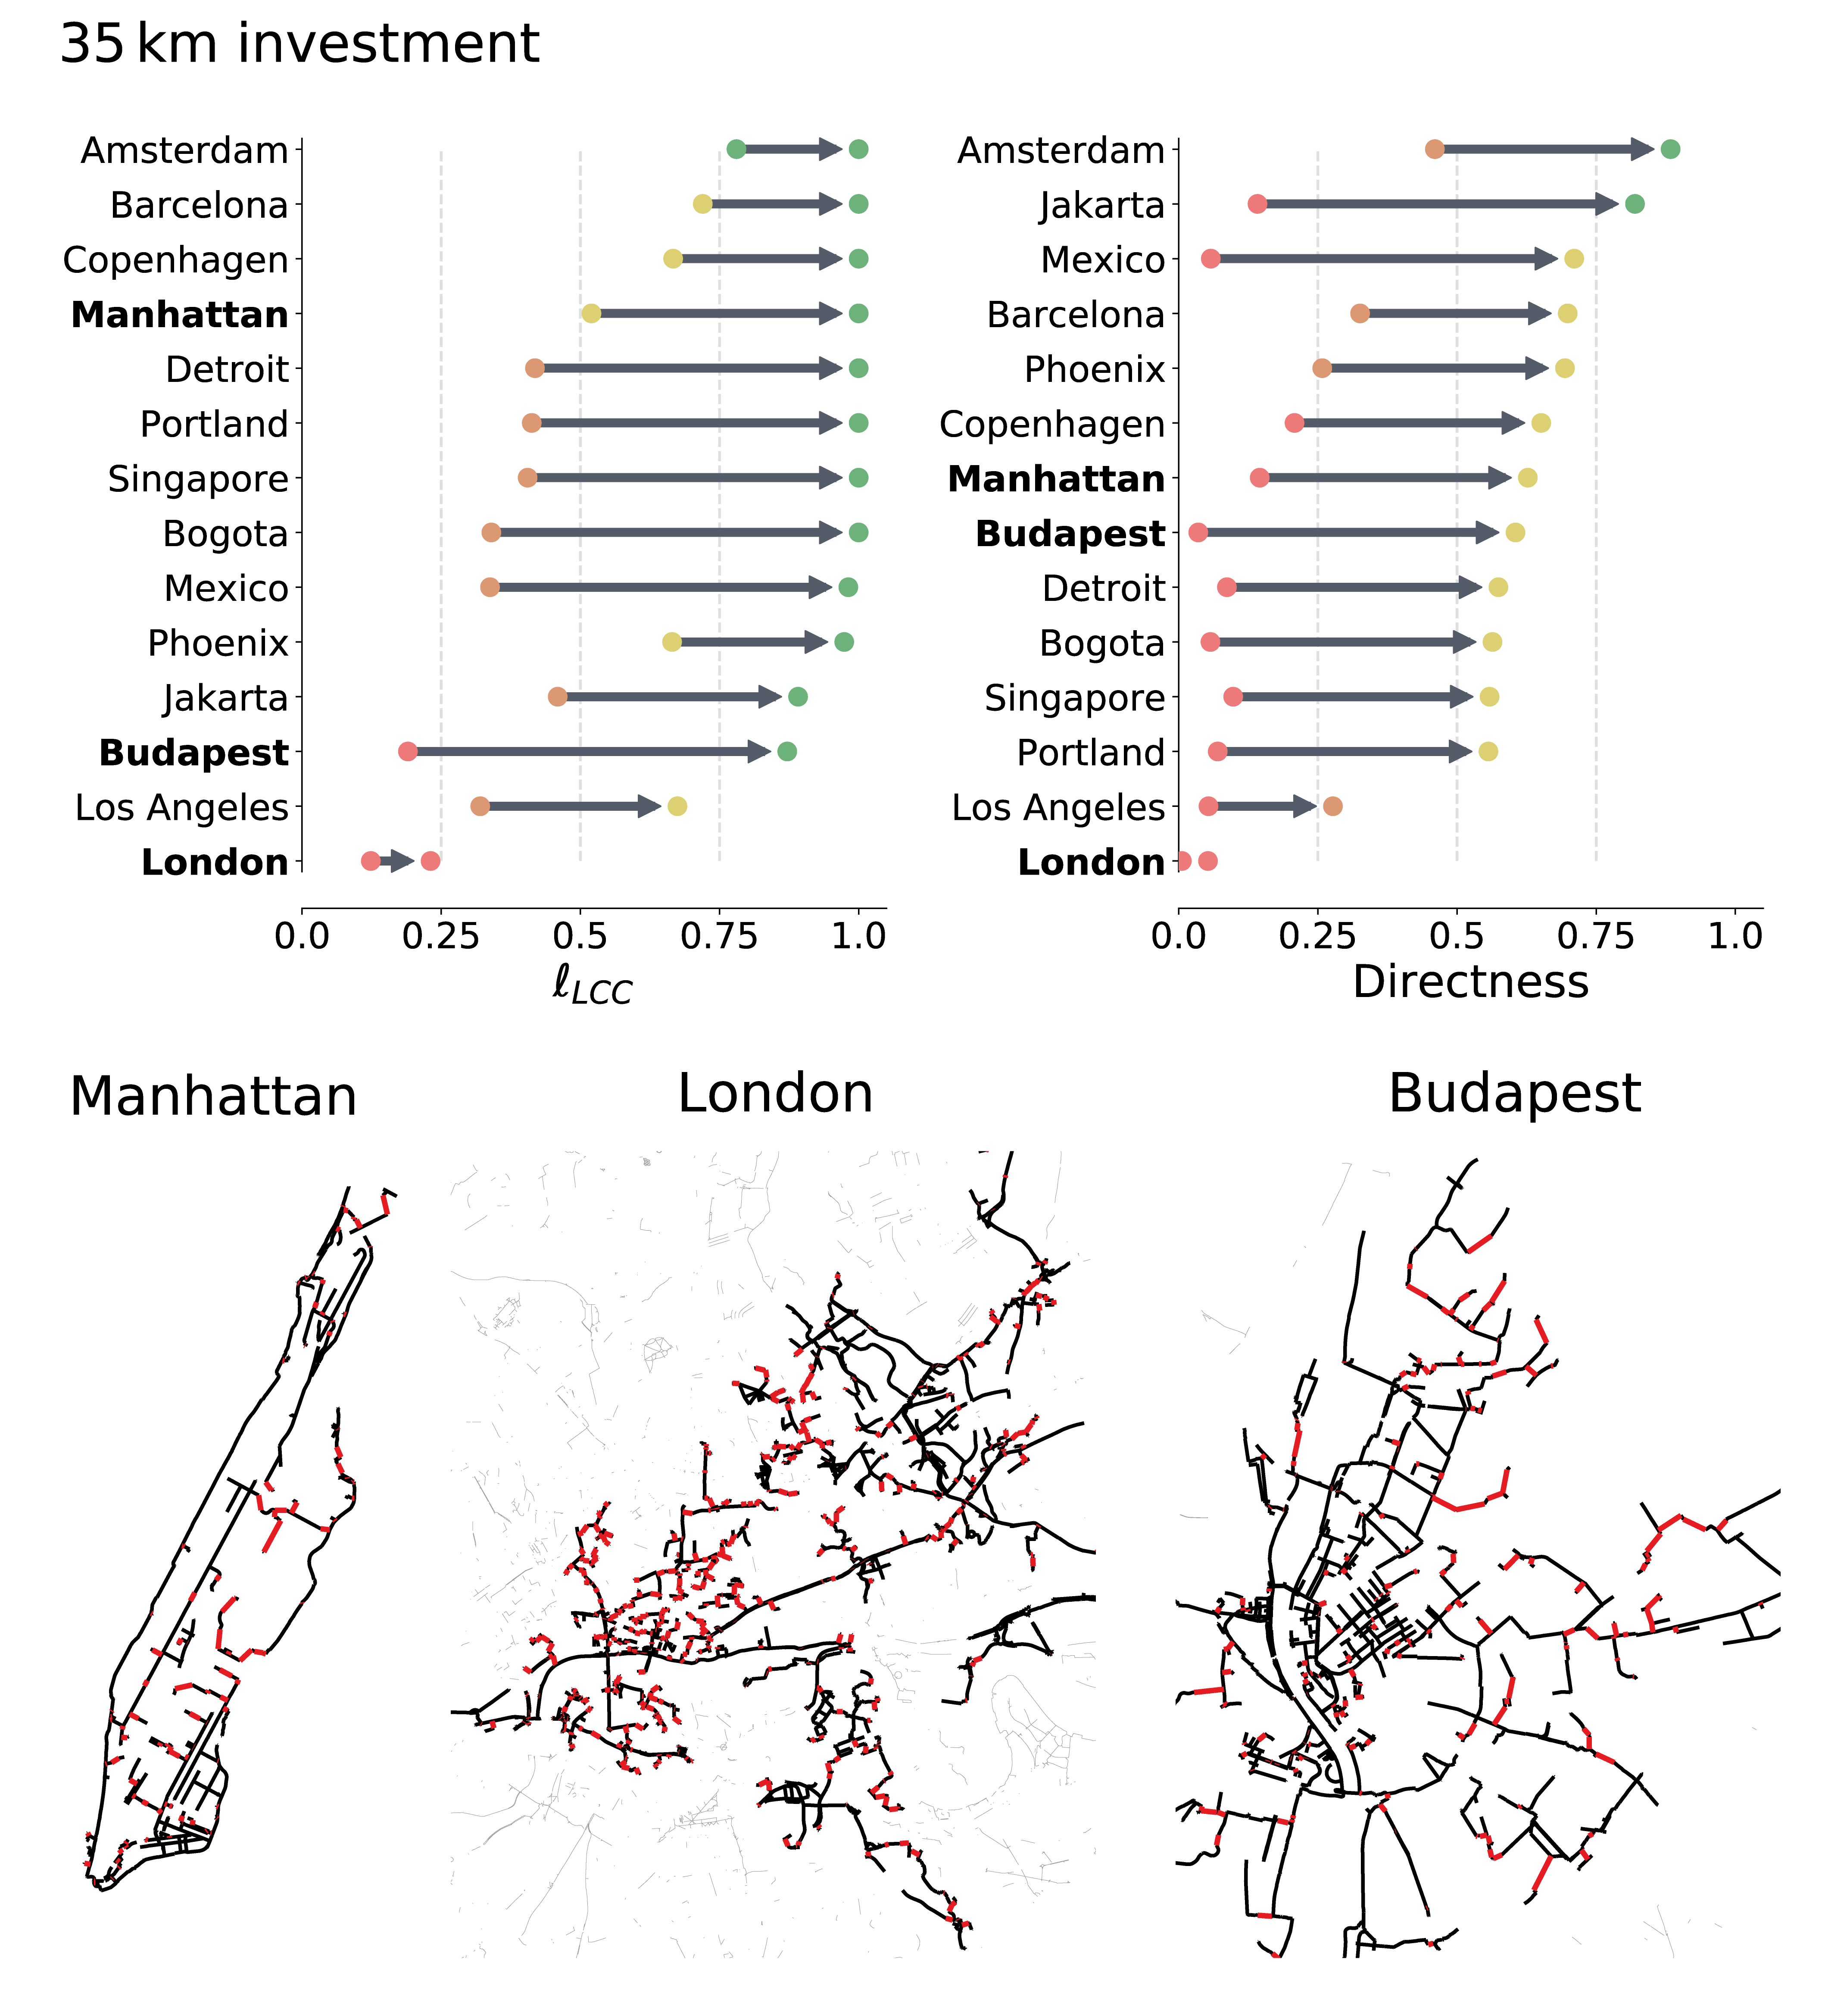 35 km investment
Amsterdam
Barcelona
Copenhagen
Manhattan
Detroit
Portland
Singapore
Bogota
Mexico
Phoenix
Jakarta
Budapest
Los Angeles
London
0.0 0.25 0.5 0.75 1.0
ℓLCC
Amsterdam
Jakarta
Mexico
Barcelona
Phoenix
Copenhagen
Manhattan
Budapest
Detroit
Bogota
Singapore
Portland
Los Angeles
London
0.0 0.25 0.5 0.75 1.0
Directness
Manhattan
London
Budapest